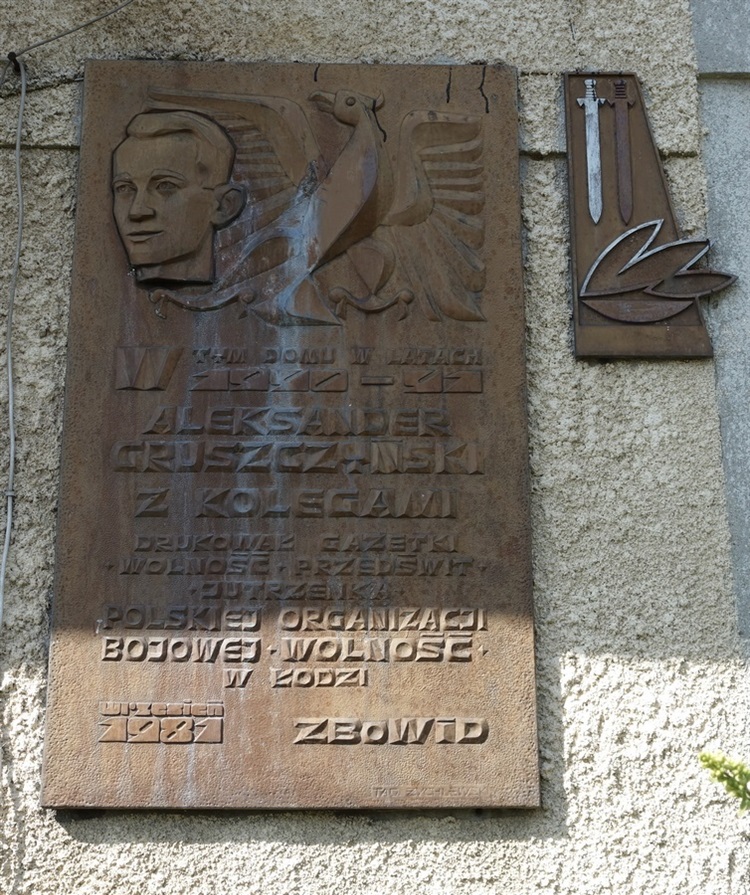 W TYM DOMU W LATACH
1940-41
ALEKSANDER
GRUSZCZYŃSKI
Z KOLEGAMI
DRUKOWAŁ GAZETKI
·WOLNOŚĆ·PRZEDŚWIT·
·JUTRZENKA·
POLSKIEJ ORGANIZACJI
BOJOWEJ·WOLNOŚĆ·
W ŁODZI
WRZESIEŃ
1981
ZBoWiD